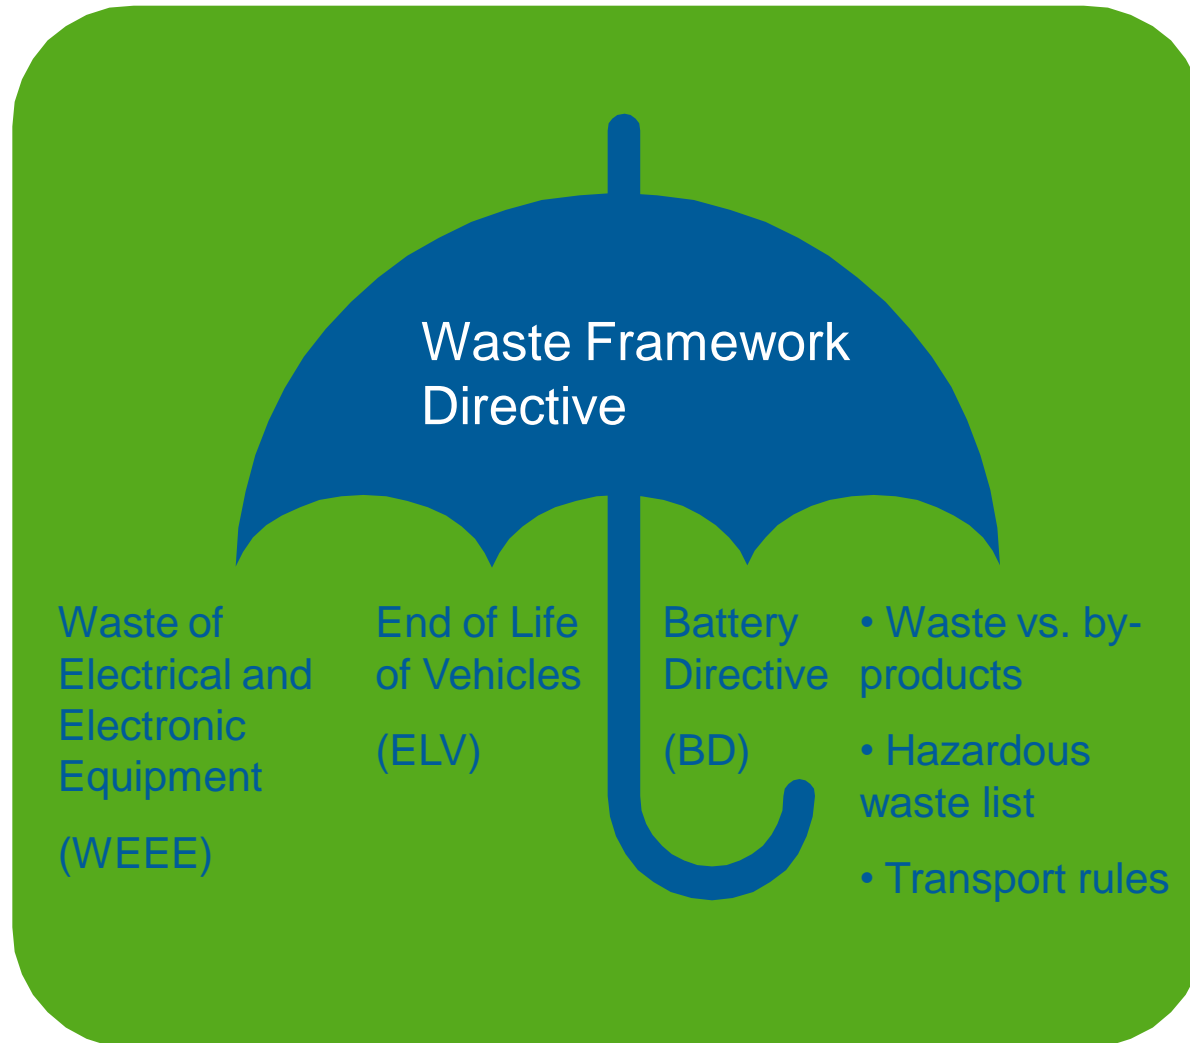 Waste Framework
Directive
Waste of
Electrical and
Electronic
Equipment
(WEEE)
End of Life
of Vehicles
(ELV)
Battery
Directive
(BD)
• Waste vs. by-
products
• Hazardous
waste list
• Transport rules